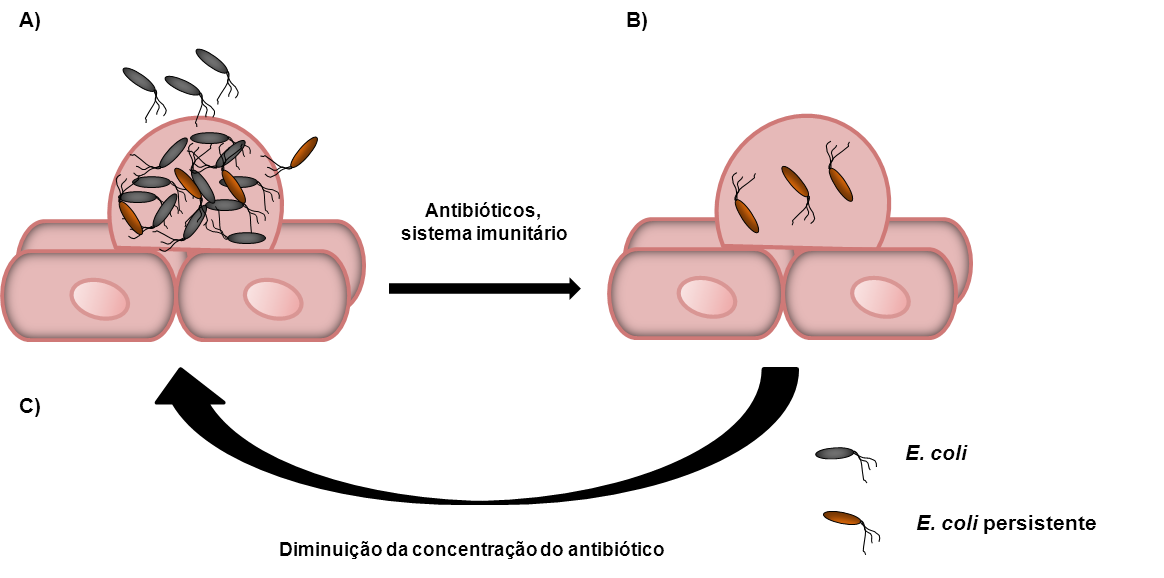 A)
B)
Antibióticos,
sistema imunitário
C)
E. coli
E. coli persistente
Diminuição da concentração do antibiótico